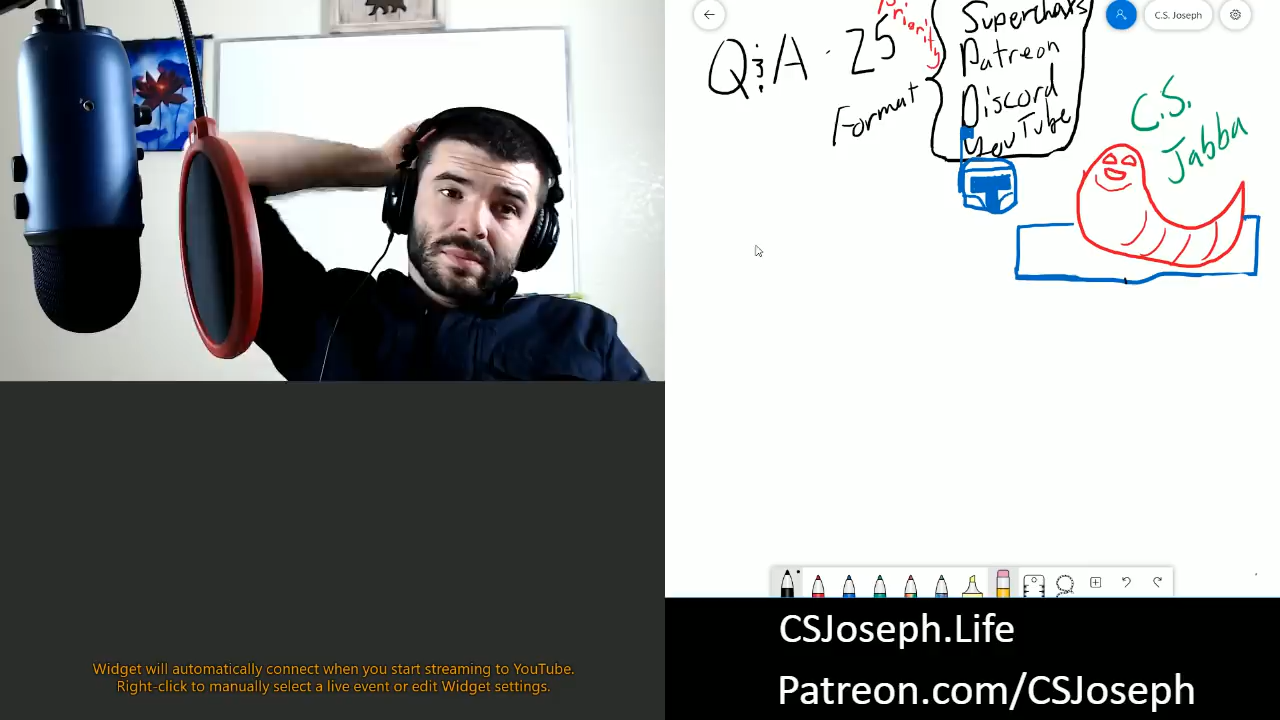 Priority
Superchats
Q & A - 25
Patreon
Format
Discord
YouTube
C.S. Joseph
C.S.
Jabba
Widget will automatically connect when you start streaming to YouTube.
Right-click to manually select a live event or edit Widget settings.
CSJoseph.Life
Patreon.com/CSJoseph